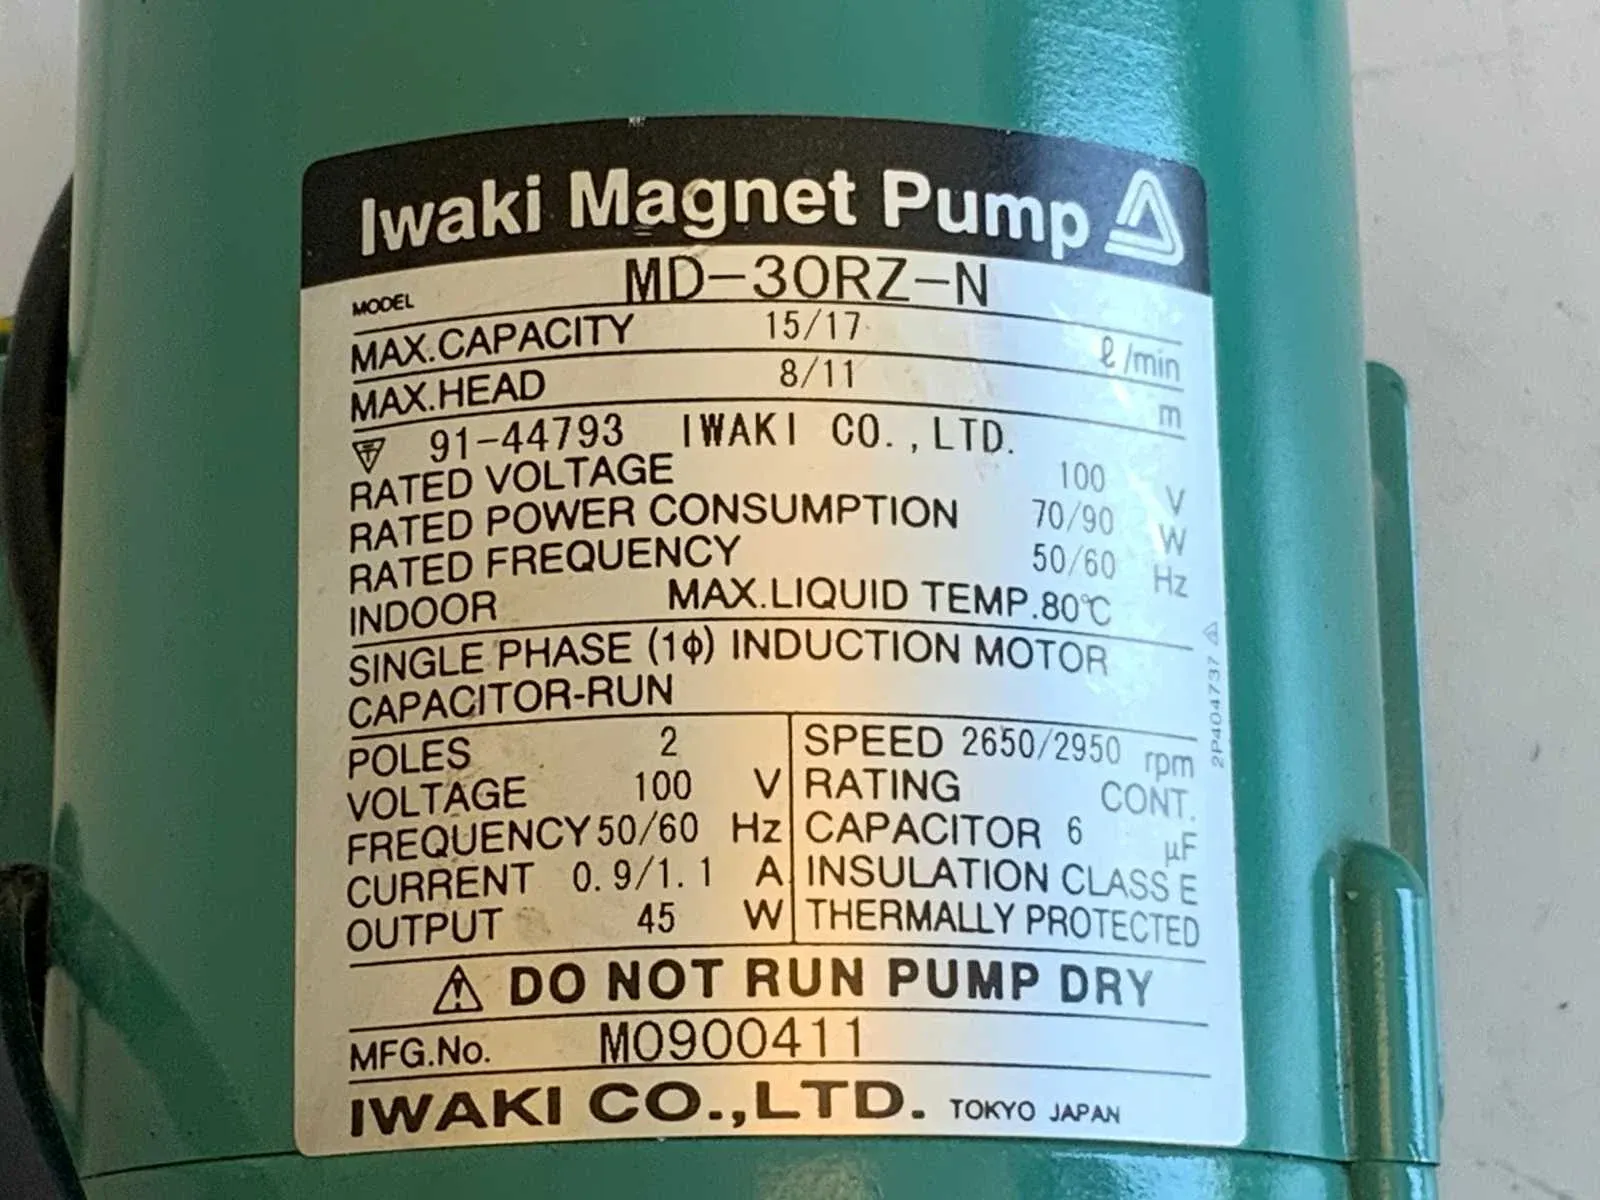 Iwaki Magnet Pump
MODEL MD-30RZ-N
MAX.CAPACITY 15/17 ℓ/min
MAX.HEAD 8/11 m
91-44793 IWAKI CO.,LTD.
RATED VOLTAGE 100 V
RATED POWER CONSUMPTION 70/90 W
RATED FREQUENCY 50/60 Hz
INDOOR MAX.LIQUID TEMP.80℃
SINGLE PHASE (1ϕ) INDUCTION MOTOR
CAPACITOR-RUN
POLES 2 SPEED 2650/2950 rpm
VOLTAGE 100 V RATING CONT.
FREQUENCY 50/60 Hz CAPACITOR 6 µF
CURRENT 0.9/1.1 A INSULATION CLASS E
OUTPUT 45 W THERMALLY PROTECTED
DO NOT RUN PUMP DRY
MFG.No. M0900411
IWAKI CO.,LTD. TOKYO JAPAN
2P404737